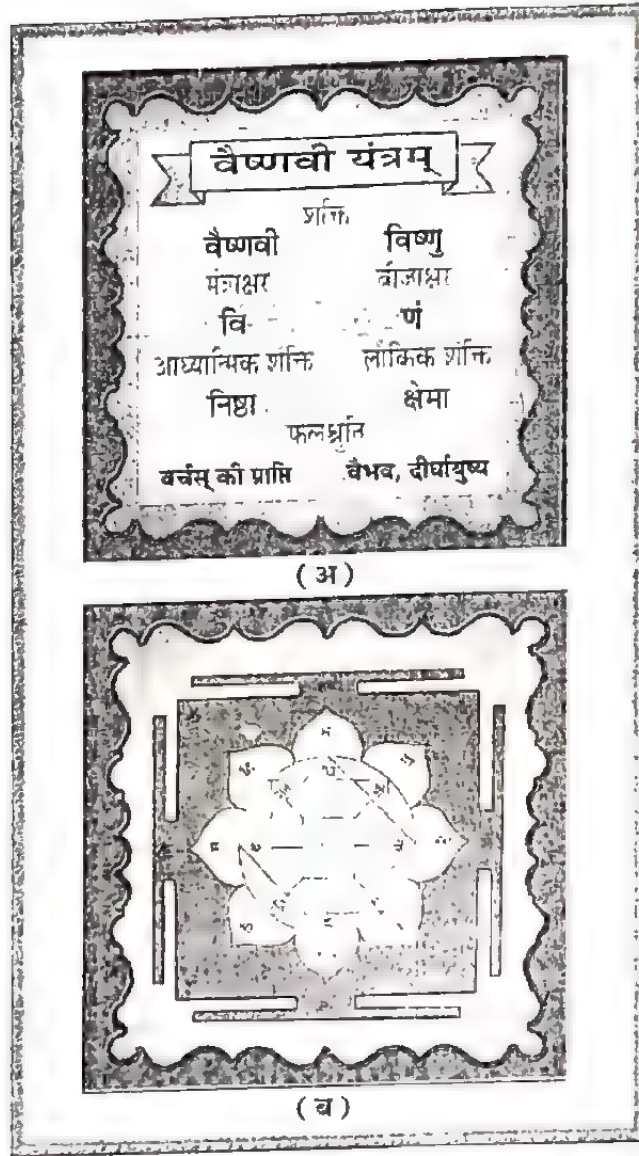 वैष्णवी यंत्रम्
शक्ति
वैष्णवी विष्णु
मंत्राक्षर बीजाक्षर
वि णं
आध्यात्मिक शक्ति लौकिक शक्ति
निष्ठा क्षेमा
फलश्रुति
वर्चस् की प्राप्ति वैभव, दीर्घायुष्य
( अ )
( ब )